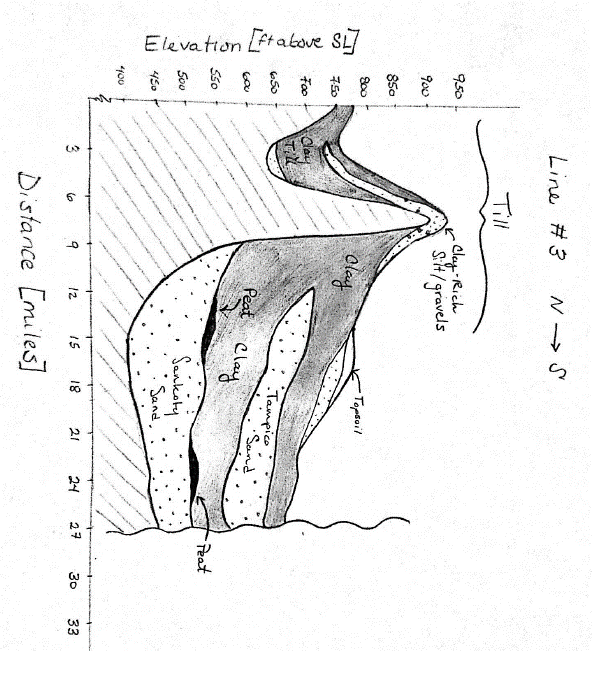 Line #3 N → S
Till
Clay-Rich
Silt/gravels
Elevation [ft above SL]
950
900
850
800
750
700
650
600
550
500
450
400
Clay
Till
Clay
Topsoil
Peat
Clay
Tampico
Sand
Sankoty
Sand
Peat
3
6
9
12
15
18
21
24
27
30
33
Distance [miles]